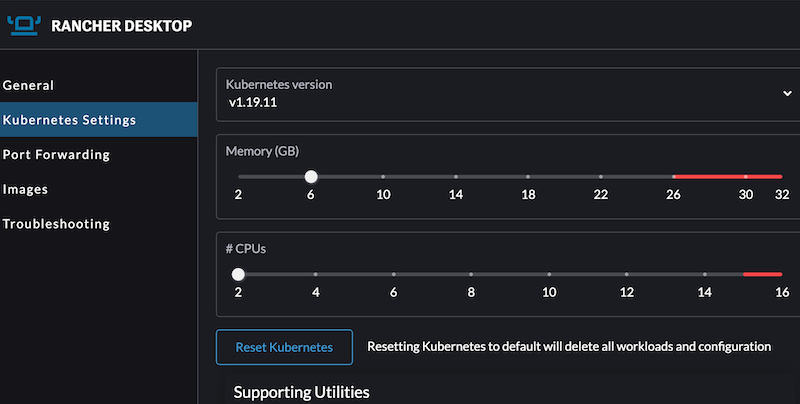 RANCHER DESKTOP
General
Kubernetes Settings
Port Forwarding
Images
Troubleshooting
Kubernetes version
v1.19.11
Memory (GB)
2 6 10 14 18 22 26 30 32
# CPUs
2 4 6 8 10 12 14 16
Reset Kubernetes Resetting Kubernetes to default will delete all workloads and configuration
Supporting Utilities